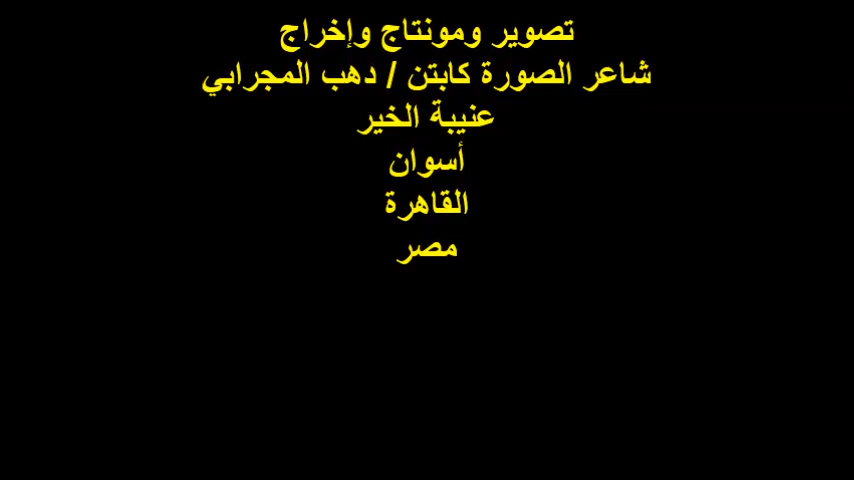 تصوير ومونتاج وإخراج
شاعر الصورة كابتن / دهب المجرابي
عنيبة الخير
أسوان
القاهرة
مصر